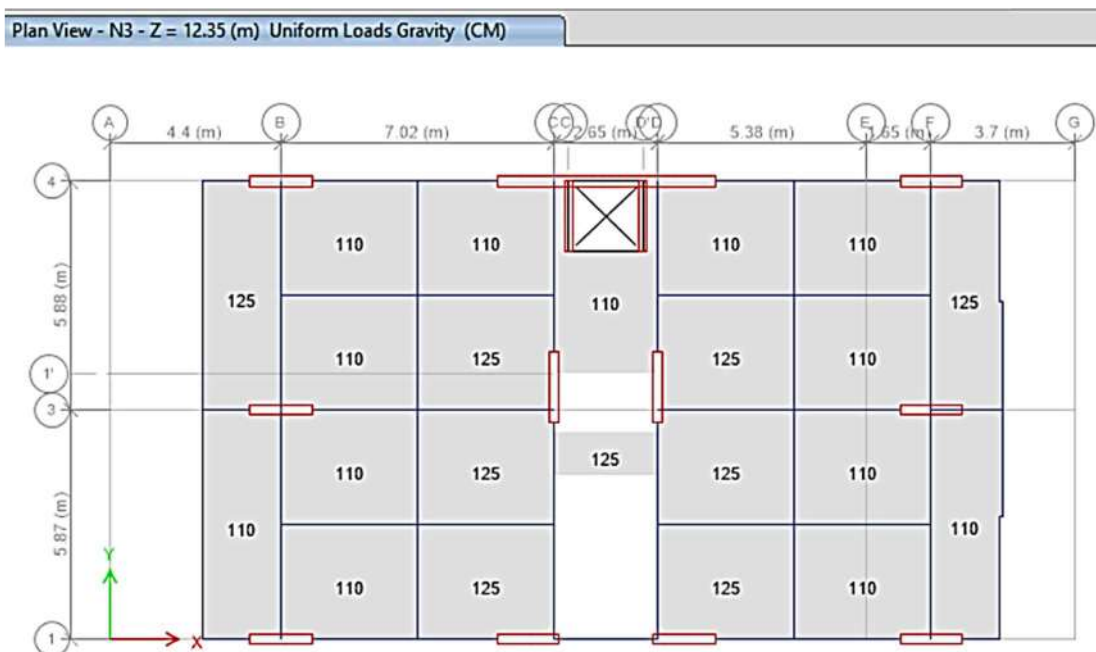 Plan View - N3 - Z = 12.35 (m) Uniform Loads Gravity (CM)
A B C C D' D E F G
4.4 (m) 7.02 (m) 2.65 (m) 5.38 (m) 1.65 (m) 3.7 (m)
4
110 110 110 110
125 110 125
5.88 (m)
110 125 125 110
1'
3
125
110 125 125 110
110 110
5.87 (m)
Y
110 125 125 110
1
X